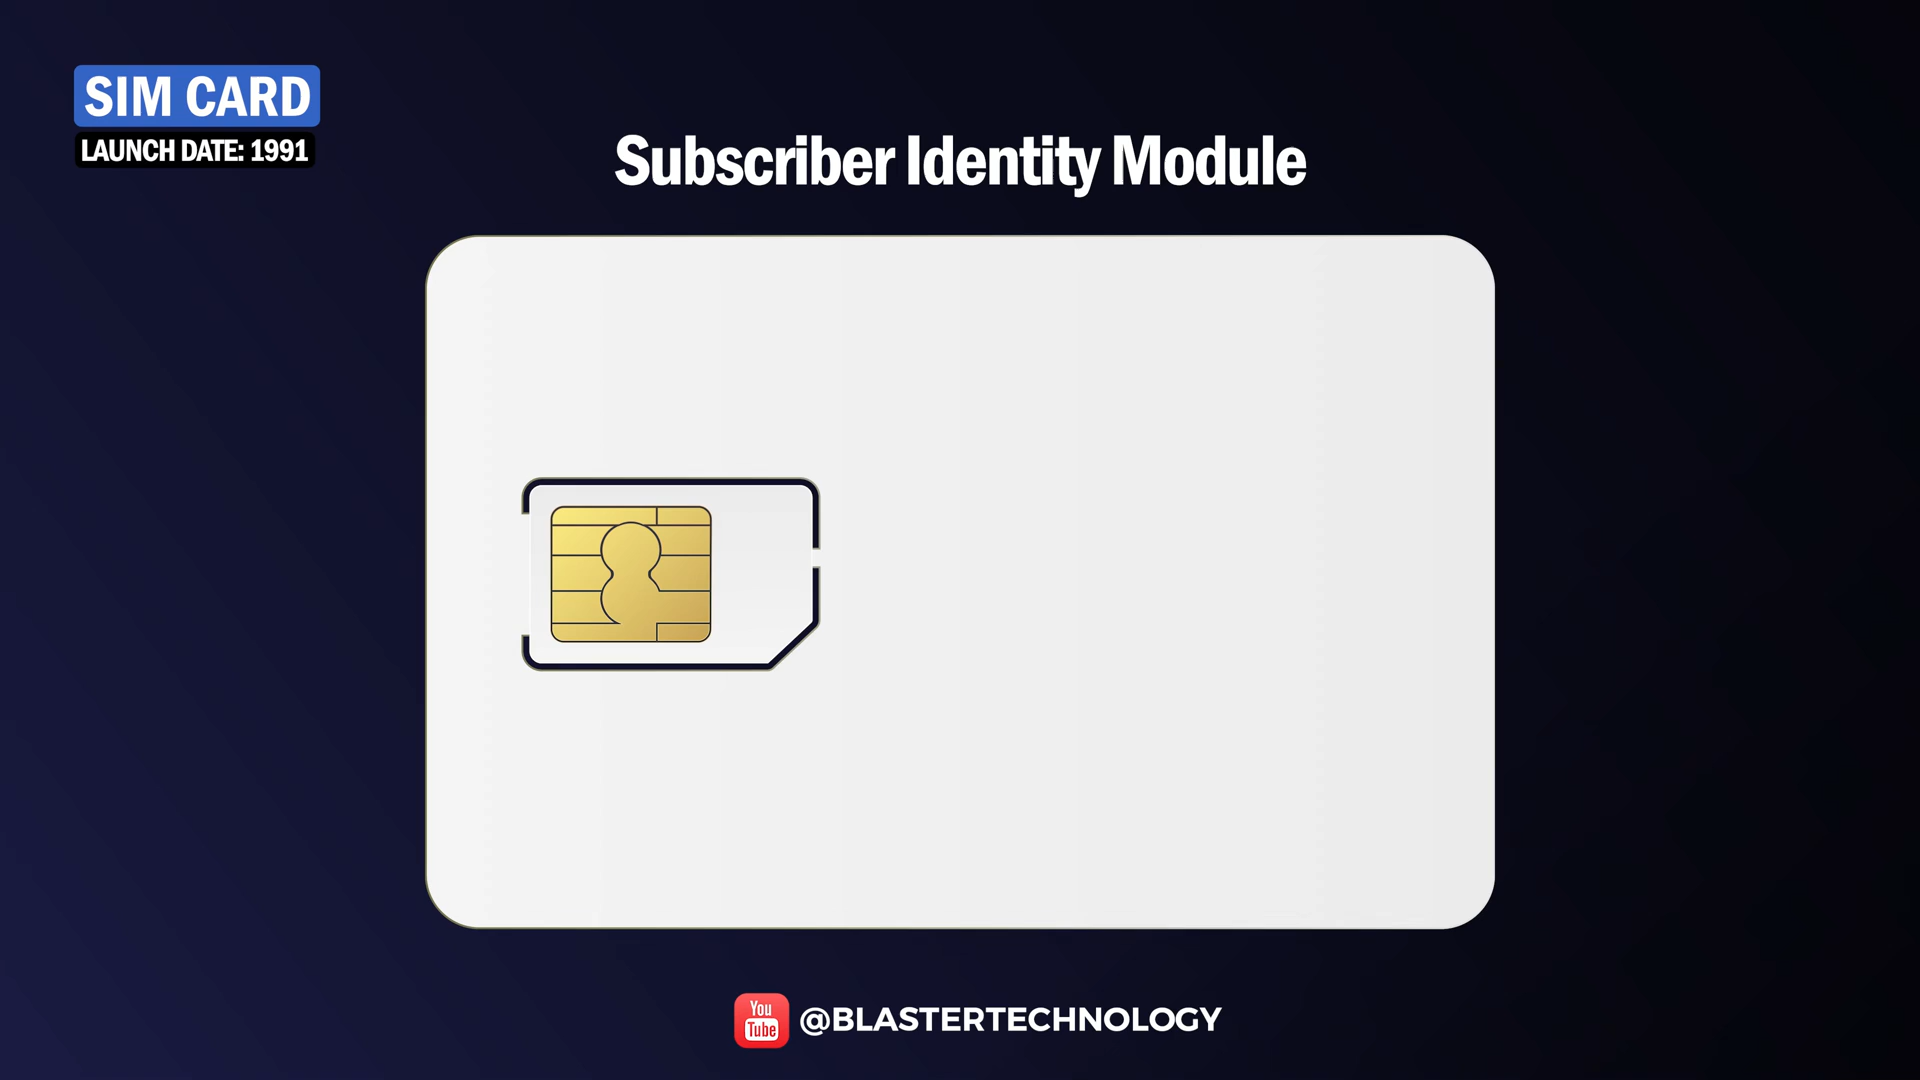 SIM CARD
LAUNCH DATE: 1991
Subscriber Identity Module
You
Tube
@BLASTERTECHNOLOGY